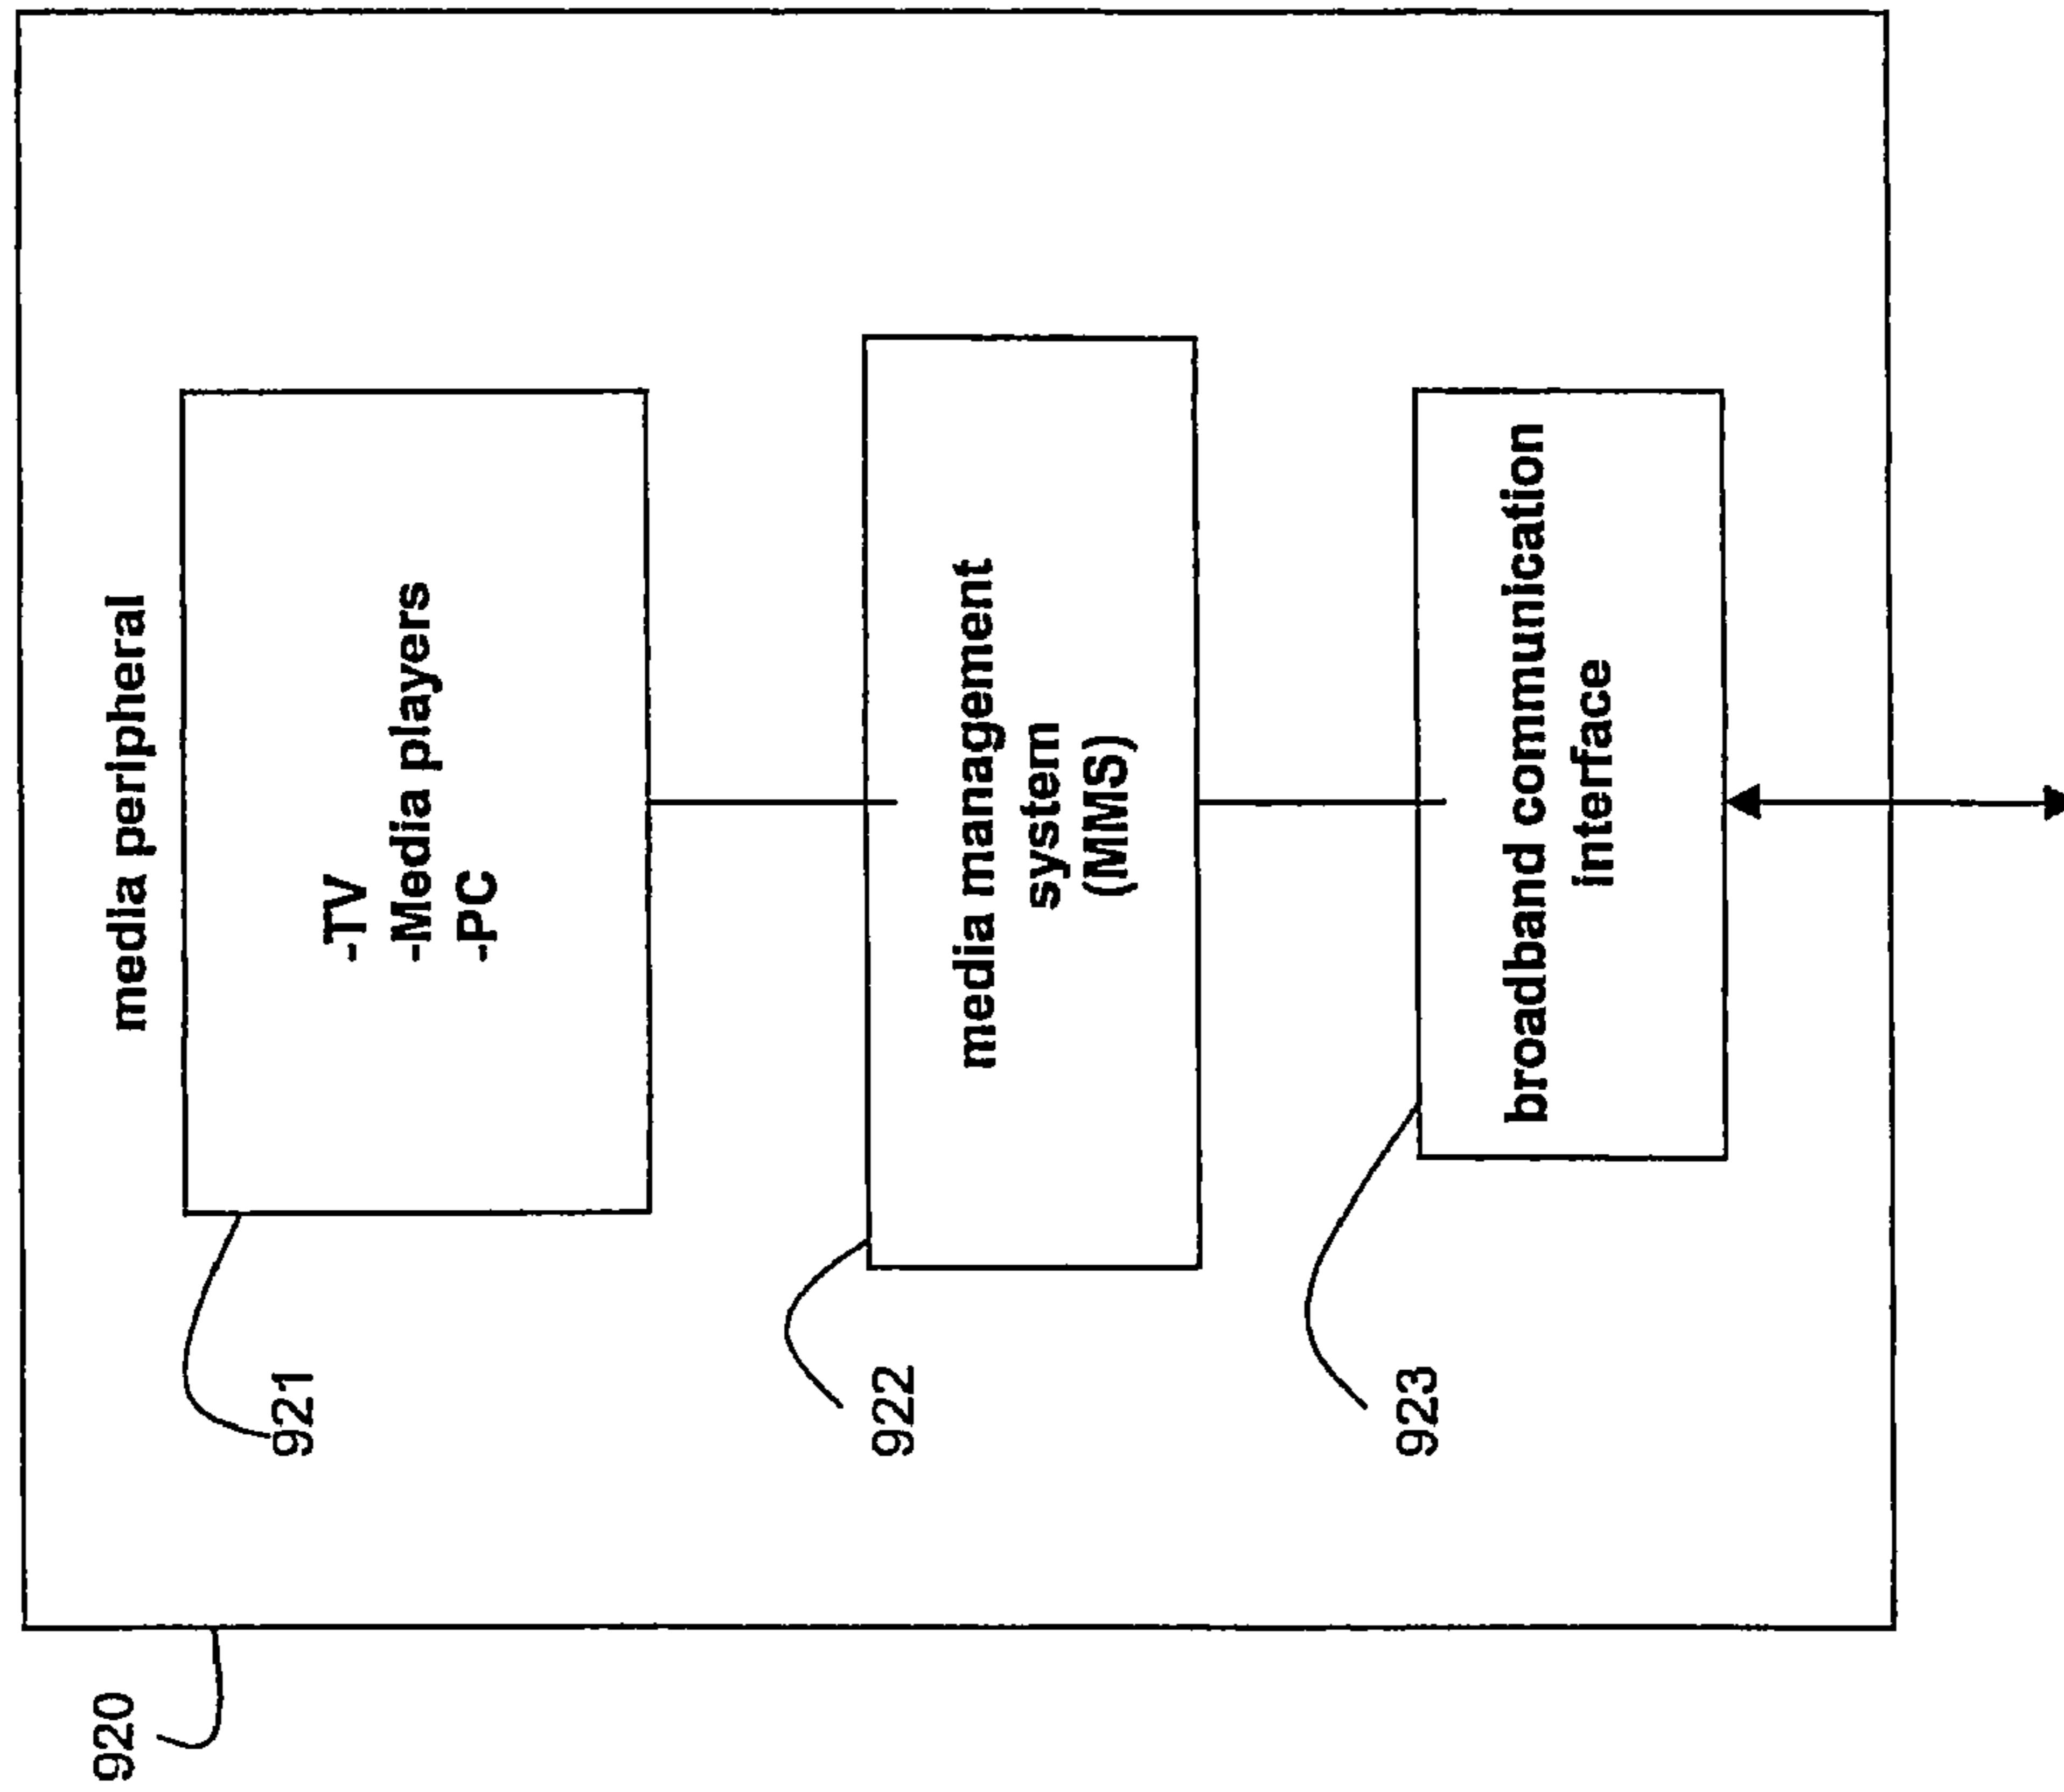 media peripheral
-TV
-Media players
-PC
media management
system
(MMS)
broadband communication
interface
920
921
922
923